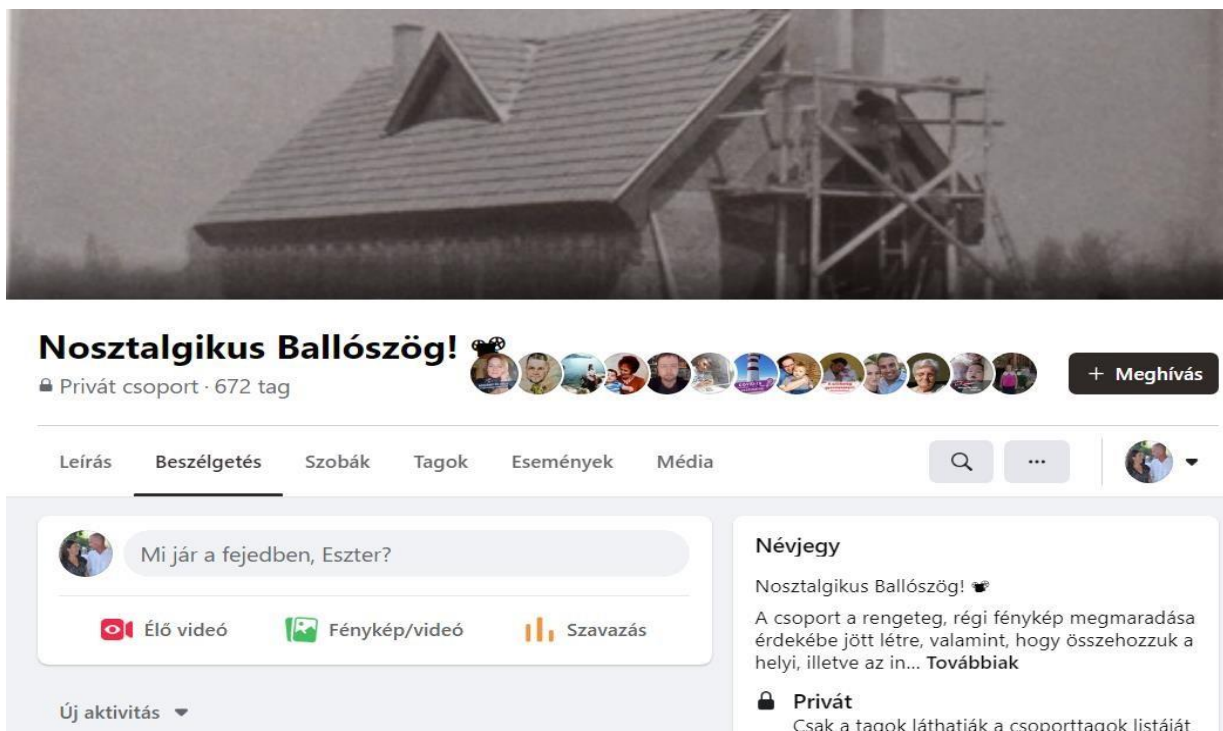 Nosztalgikus Ballószög!
Privát csoport · 672 tag
+ Meghívás
Leírás
Beszélgetés
Szobák
Tagok
Események
Média
Mi jár a fejedben, Eszter?
Élő videó
Fénykép/videó
Szavazás
Új aktivitás
Névjegy
Nosztalgikus Ballószög!
A csoport a rengeteg, régi fénykép megmaradása
érdekébe jött létre, valamint, hogy összehozzuk a
helyi, illetve az in... Továbbiak
Privát
Csak a tagok láthatják a csoporttagok listáját,